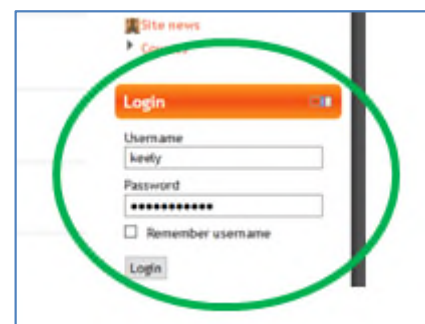 Site news
Login
Username
keely
Password
•••••••••••
Remember username
Login